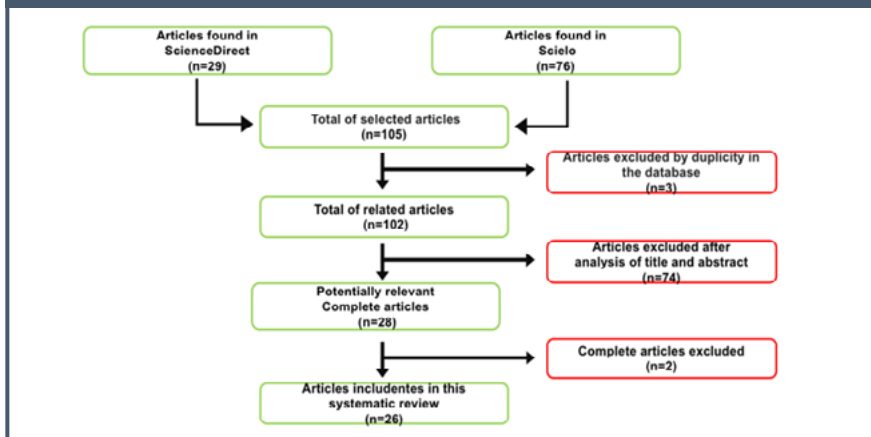 Articles found in
ScienceDirect
(n=29)
Articles found in
Scielo
(n=76)
Total of selected articles
(n=105)
Articles excluded by duplicity in
the database
(n=3)
Total of related articles
(n=102)
Articles excluded after
analysis of title and abstract
(n=74)
Potentially relevant
Complete articles
(n=28)
Complete articles excluded
(n=2)
Articles includentes in this
systematic review
(n=26)